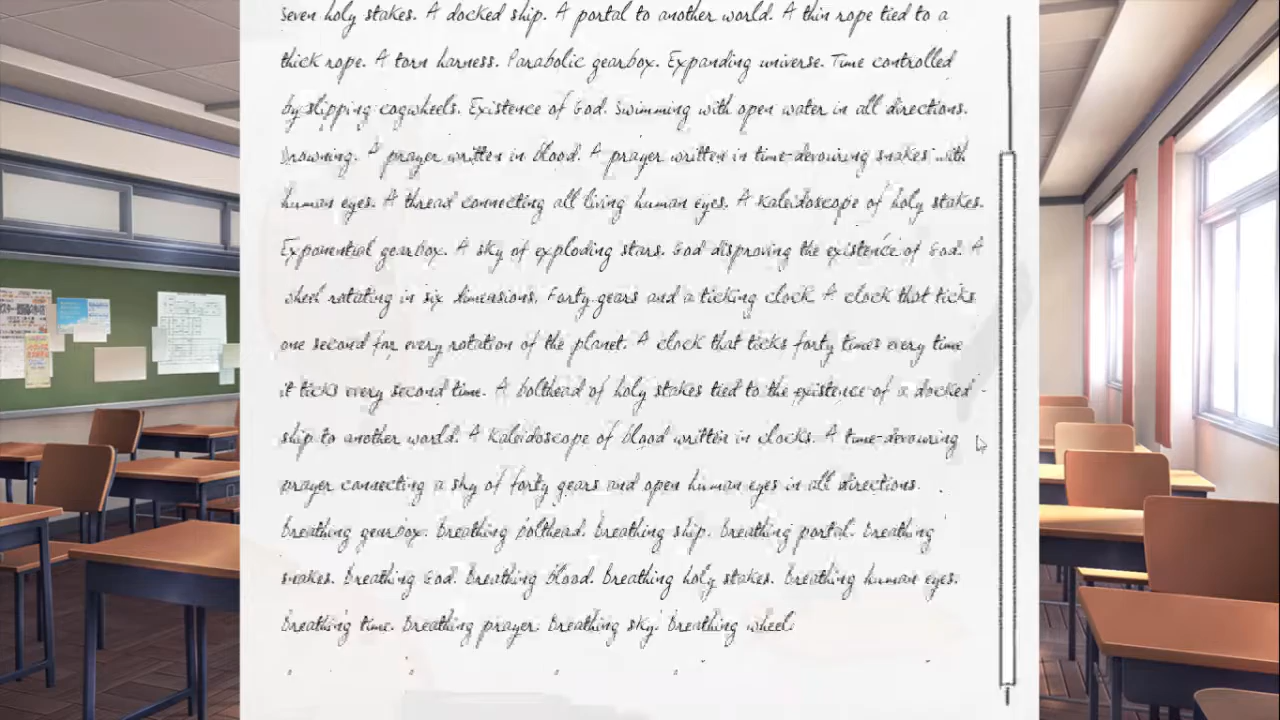 Seven holy stakes. A docked ship. A portal to another world. A thin rope tied to a
thick rope. A torn harness. Parabolic gearbox. Expanding universe. Time controlled
by slipping cogwheels. Existence of God. Swimming with open water in all directions.
Drowning. A prayer written in blood. A prayer written in time-devouring snakes with
human eyes. A thread connecting all living human eyes. A kaleidoscope of holy stakes.
Exponential gearbox. A sky of exploding stars. God disproving the existence of God. A
wheel rotating in six dimensions. Forty gears and a ticking clock. A clock that ticks
one second for every rotation of the planet. A clock that ticks forty times every time
it ticks every second time. A bolthead of holy stakes tied to the existence of a docked
ship to another world. A kaleidoscope of blood written in clocks. A time-devouring
prayer connecting a sky of forty gears and open human eyes in all directions.
Breathing gearbox. Breathing bolthead. Breathing ship. Breathing portal. Breathing
snakes. Breathing God. Breathing blood. Breathing holy stakes. Breathing human eyes.
Breathing time. Breathing prayer. Breathing sky. Breathing wheel.